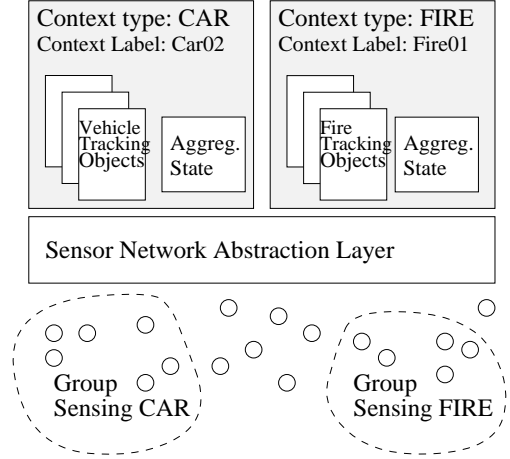 Context type: CAR
Context Label: Car02
Vehicle
Tracking
Objects
Aggreg.
State
Context type: FIRE
Context Label: Fire01
Fire
Tracking
Objects
Aggreg.
State
Sensor Network Abstraction Layer
Group
Sensing CAR
Group
Sensing FIRE